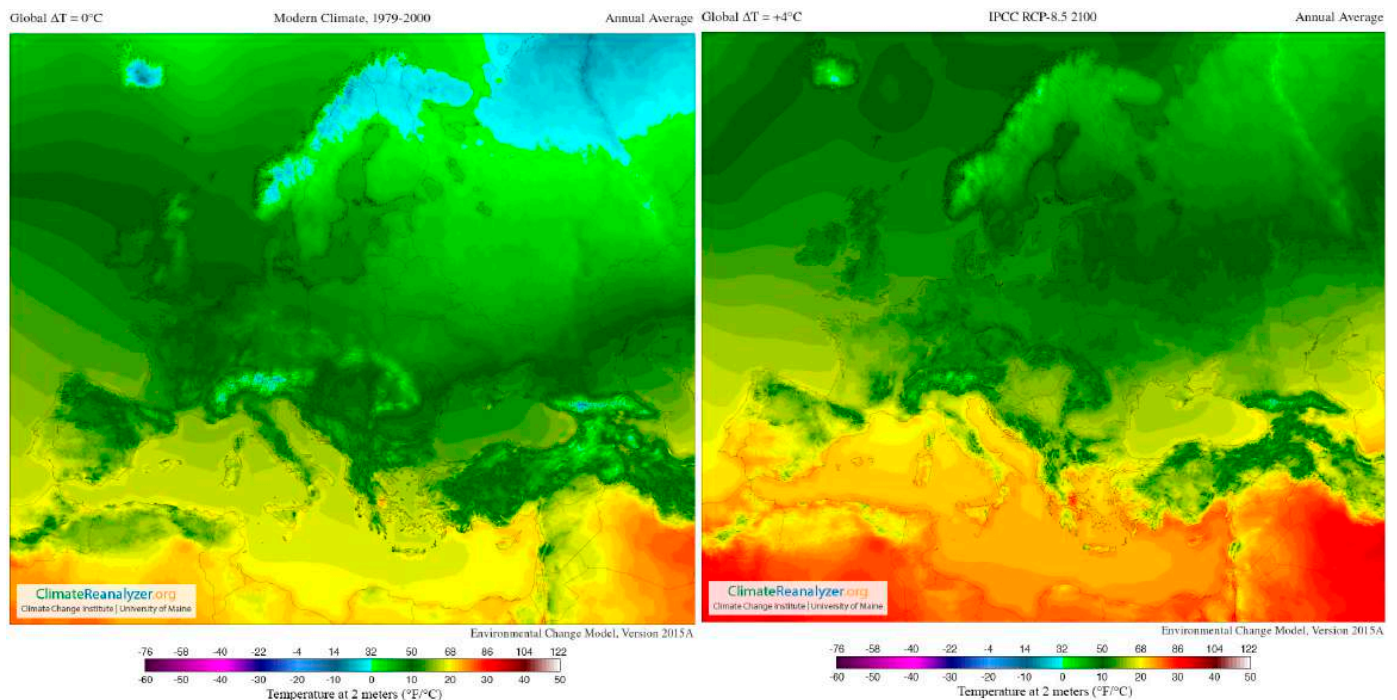 Global ΔT = 0°C Modern Climate, 1979-2000 Annual Average
ClimateReanalyzer.org
Climate Change Institute | University of Maine
Environmental Change Model, Version 2015A
-76 -58 -40 -22 -4 14 32 50 68 86 104 122
-60 -50 -40 -30 -20 -10 0 10 20 30 40 50
Temperature at 2 meters (°F/°C)
Global ΔT = +4°C IPCC RCP-8.5 2100 Annual Average
ClimateReanalyzer.org
Climate Change Institute | University of Maine
Environmental Change Model, Version 2015A
-76 -58 -40 -22 -4 14 32 50 68 86 104 122
-60 -50 -40 -30 -20 -10 0 10 20 30 40 50
Temperature at 2 meters (°F/°C)